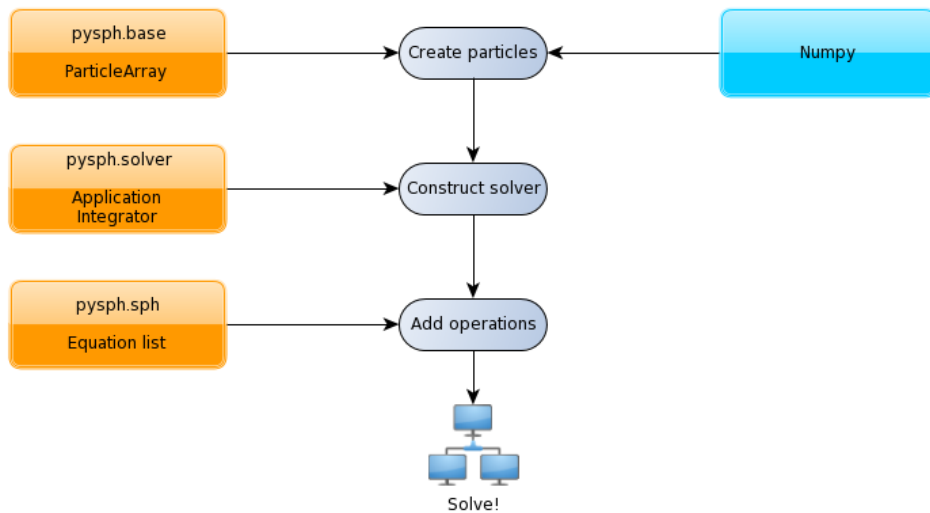 pysph.base
ParticleArray
Create particles
Numpy
pysph.solver
Application
Integrator
Construct solver
pysph.sph
Equation list
Add operations
Solve!